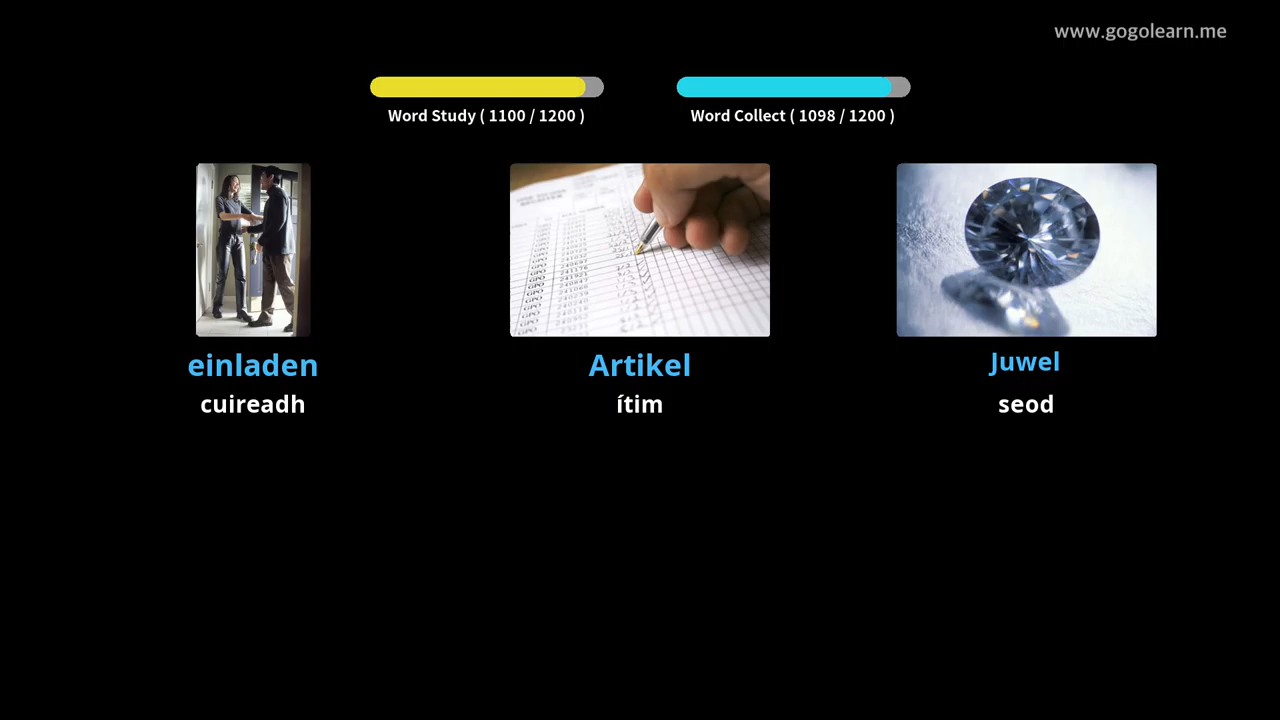 www.gogolearn.me
Word Study ( 1100 / 1200 )
Word Collect ( 1098 / 1200 )
einladen
Artikel
Juwel
cuireadh
ítim
seod